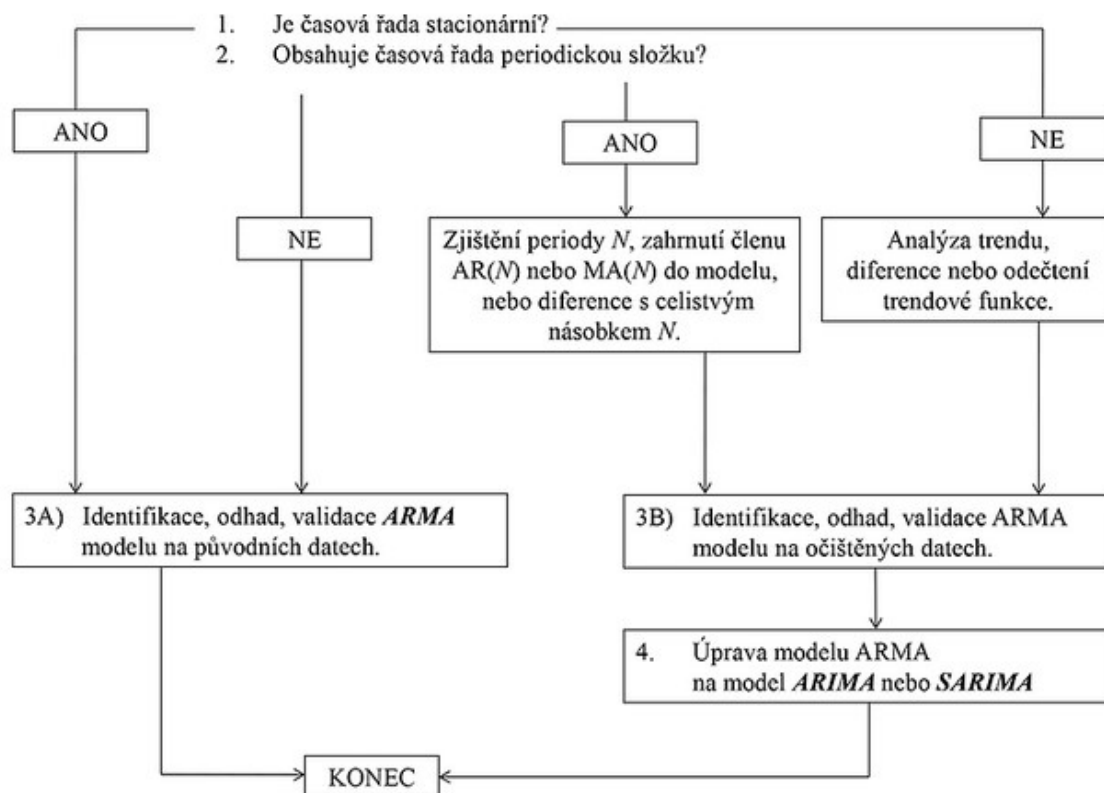 1. Je časová řada stacionární?
2. Obsahuje časová řada periodickou složku?
ANO
NE
ANO
NE
Zjištění periody N, zahrnutí členu
AR(N) nebo MA(N) do modelu,
nebo diference s celistvým
násobkem N.
Analýza trendu,
diference nebo odečtení
trendové funkce.
3A) Identifikace, odhad, validace ARMA
modelu na původních datech.
3B) Identifikace, odhad, validace ARMA
modelu na očištěných datech.
4. Úprava modelu ARMA
na model ARIMA nebo SARIMA
KONEC